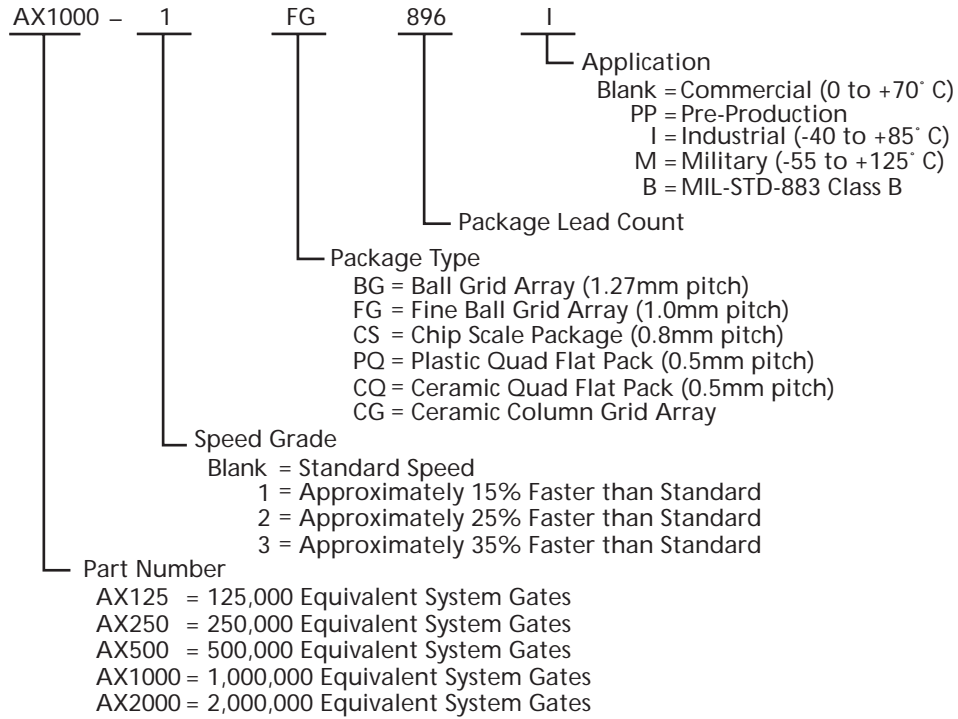 AX1000 – 1 FG 896 I
Application
Blank = Commercial (0 to +70˚ C)
PP = Pre-Production
I = Industrial (-40 to +85˚ C)
M = Military (-55 to +125˚ C)
B = MIL-STD-883 Class B
Package Lead Count
Package Type
BG = Ball Grid Array (1.27mm pitch)
FG = Fine Ball Grid Array (1.0mm pitch)
CS = Chip Scale Package (0.8mm pitch)
PQ = Plastic Quad Flat Pack (0.5mm pitch)
CQ = Ceramic Quad Flat Pack (0.5mm pitch)
CG = Ceramic Column Grid Array
Speed Grade
Blank = Standard Speed
1 = Approximately 15% Faster than Standard
2 = Approximately 25% Faster than Standard
3 = Approximately 35% Faster than Standard
Part Number
AX125 = 125,000 Equivalent System Gates
AX250 = 250,000 Equivalent System Gates
AX500 = 500,000 Equivalent System Gates
AX1000 = 1,000,000 Equivalent System Gates
AX2000 = 2,000,000 Equivalent System Gates